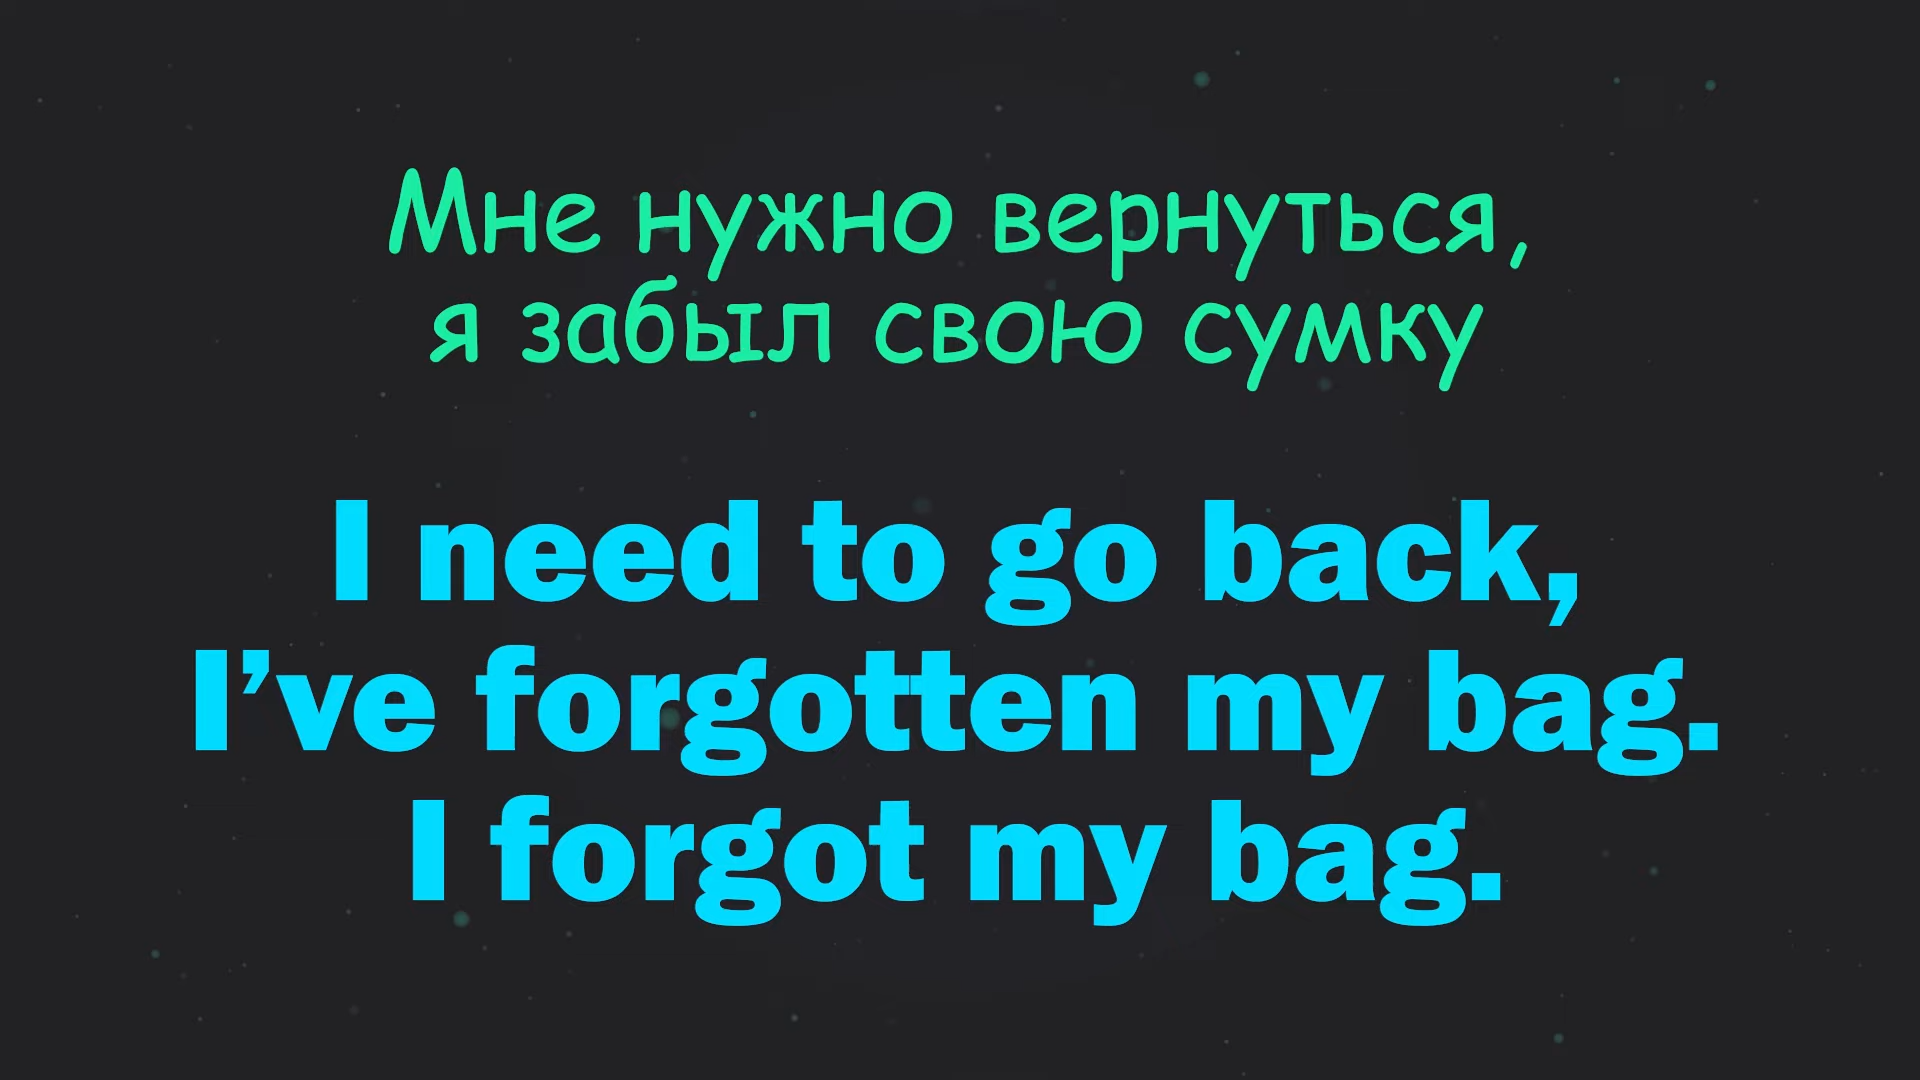 Мне нужно вернуться,
я забыл свою сумку
I need to go back,
I’ve forgotten my bag.
I forgot my bag.